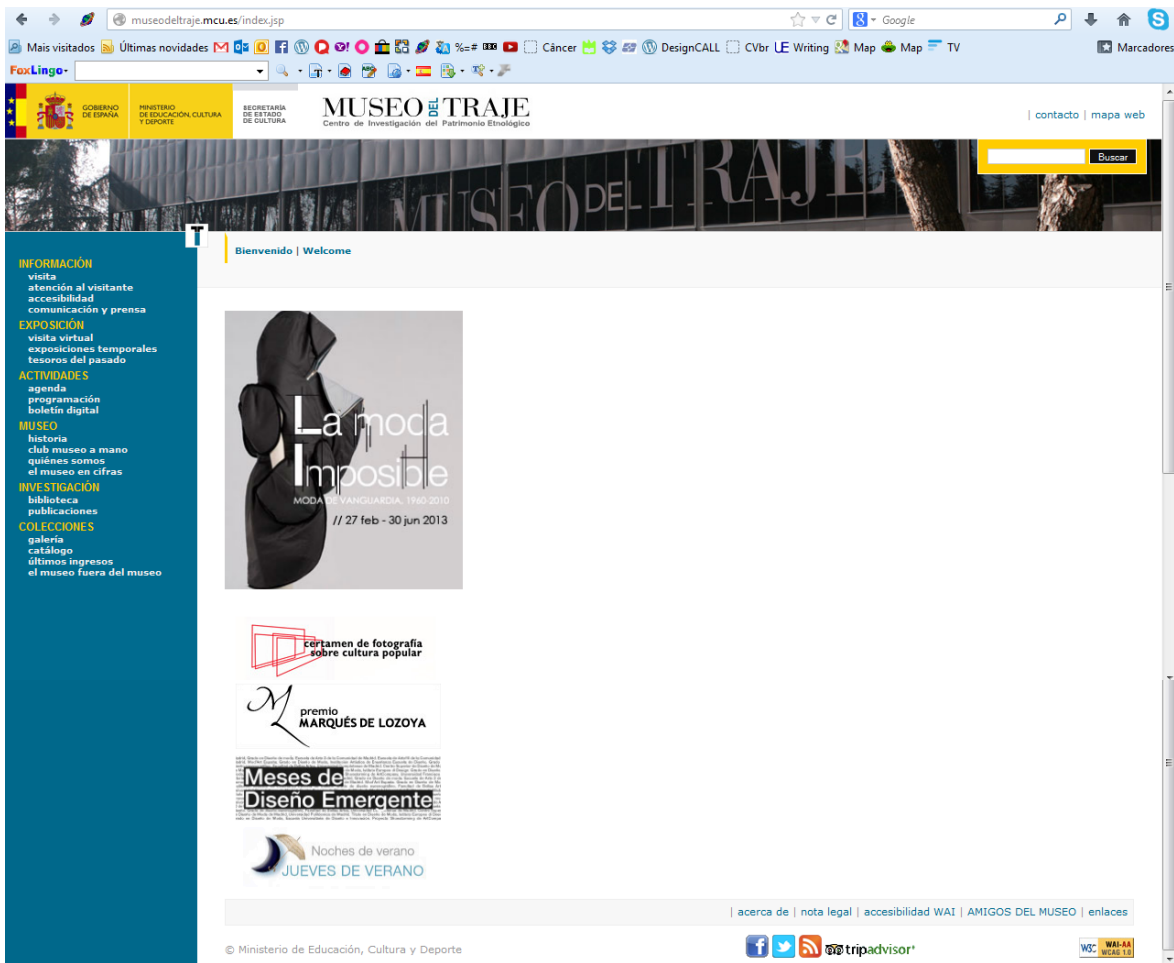 museodeltraje.mcu.es/index.jsp
Google
Mais visitados
Últimas novidades
%=#
Câncer
DesignCALL
CVbr
Writing
Map
Map
TV
Marcadores
FoxLingo
GOBIERNO
DE ESPAÑA
MINISTERIO
DE EDUCACIÓN, CULTURA
Y DEPORTE
SECRETARÍA
DE ESTADO
DE CULTURA
MUSEO DEL TRAJE
Centro de Investigación del Patrimonio Etnológico
| contacto | mapa web
Buscar
MUSEO DEL TRAJE
T
Bienvenido | Welcome
INFORMACIÓN
visita
atención al visitante
accesibilidad
comunicación y prensa
EXPOSICIÓN
visita virtual
exposiciones temporales
tesoros del pasado
ACTIVIDADES
agenda
programación
boletín digital
MUSEO
historia
club museo a mano
quiénes somos
el museo en cifras
INVESTIGACIÓN
biblioteca
publicaciones
COLECCIONES
galería
catálogo
últimos ingresos
el museo fuera del museo
La moda
Imposible
MODA DE VANGUARDIA, 1960-2010
// 27 feb - 30 jun 2013
certamen de fotografía
sobre cultura popular
premio
MARQUÉS DE LOZOYA
Meses de
Diseño Emergente
Noches de verano
JUEVES DE VERANO
| acerca de | nota legal | accesibilidad WAI | AMIGOS DEL MUSEO | enlaces
© Ministerio de Educación, Cultura y Deporte
tripadvisor
W3C WAI-AA
WCAG 1.0